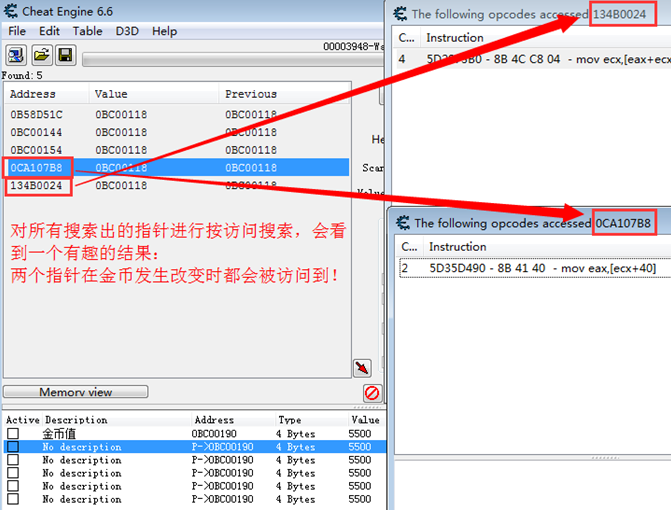 Cheat Engine 6.6
File Edit Table D3D Help
00003948-Wa
Found: 5
Address Value Previous
0B58D51C 0BC00118 0BC00118
0BC00144 0BC00118 0BC00118
0BC00154 0BC00118 0BC00118
0CA107B8 0BC00118 0BC00118
134B0024 0BC00118 0BC00118
He
Scan
Value
对所有搜索出的指针进行按访问搜索，会看
到一个有趣的结果：
两个指针在金币发生改变时都会被访问到！
Memory view
Active Description Address Type Value
金币值 0BC00190 4 Bytes 5500
No description P->0BC00190 4 Bytes 5500
No description P->0BC00190 4 Bytes 5500
No description P->0BC00190 4 Bytes 5500
No description P->0BC00190 4 Bytes 5500
No description P->0BC00190 4 Bytes 5500
The following opcodes accessed 134B0024
C... Instruction
4 - 8B 4C C8 04 - mov ecx,[eax+ecx
The following opcodes accessed 0CA107B8
C... Instruction
2 5D35D490 - 8B 41 40 - mov eax,[ecx+40]